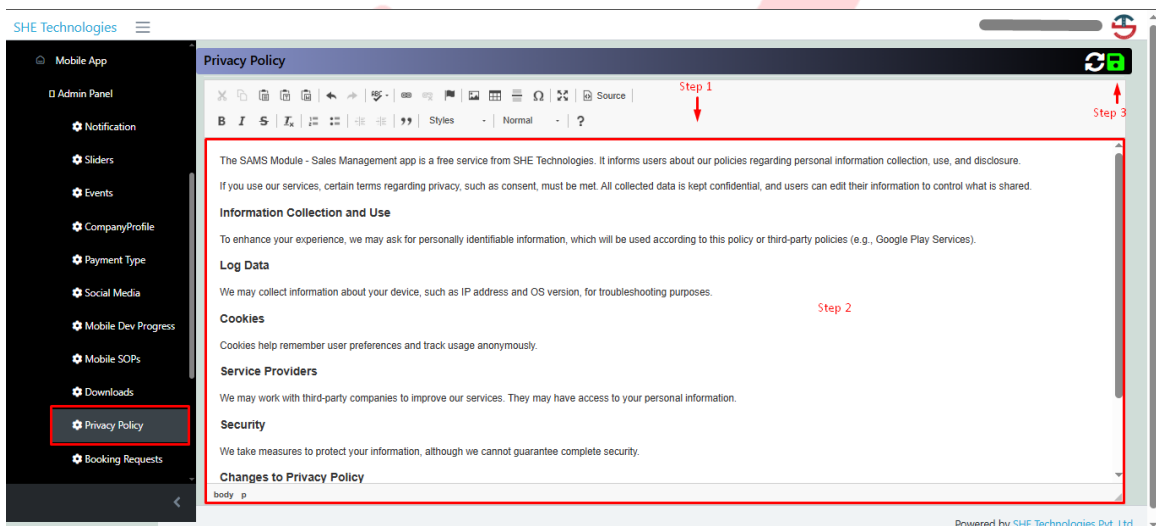 SHE Technologies
Mobile App
Admin Panel
Notification
Sliders
Events
CompanyProfile
Payment Type
Social Media
Mobile Dev Progress
Mobile SOPs
Downloads
Privacy Policy
Booking Requests
Privacy Policy
Source
Step 1
Step 3
B I S Tx Styles Normal ?
The SAMS Module - Sales Management app is a free service from SHE Technologies. It informs users about our policies regarding personal information collection, use, and disclosure.
If you use our services, certain terms regarding privacy, such as consent, must be met. All collected data is kept confidential, and users can edit their information to control what is shared.
Information Collection and Use
To enhance your experience, we may ask for personally identifiable information, which will be used according to this policy or third-party policies (e.g., Google Play Services).
Log Data
We may collect information about your device, such as IP address and OS version, for troubleshooting purposes.
Step 2
Cookies
Cookies help remember user preferences and track usage anonymously.
Service Providers
We may work with third-party companies to improve our services. They may have access to your personal information.
Security
We take measures to protect your information, although we cannot guarantee complete security.
Changes to Privacy Policy
body p
Powered by SHE Technologies Pvt. Ltd